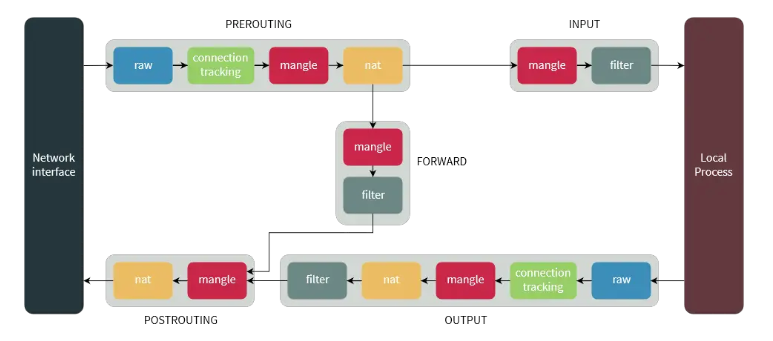 PREROUTING
INPUT
raw
connection
tracking
mangle
nat
mangle
filter
Network
interface
mangle
FORWARD
filter
Local
Process
nat
mangle
filter
nat
mangle
connection
tracking
raw
POSTROUTING
OUTPUT